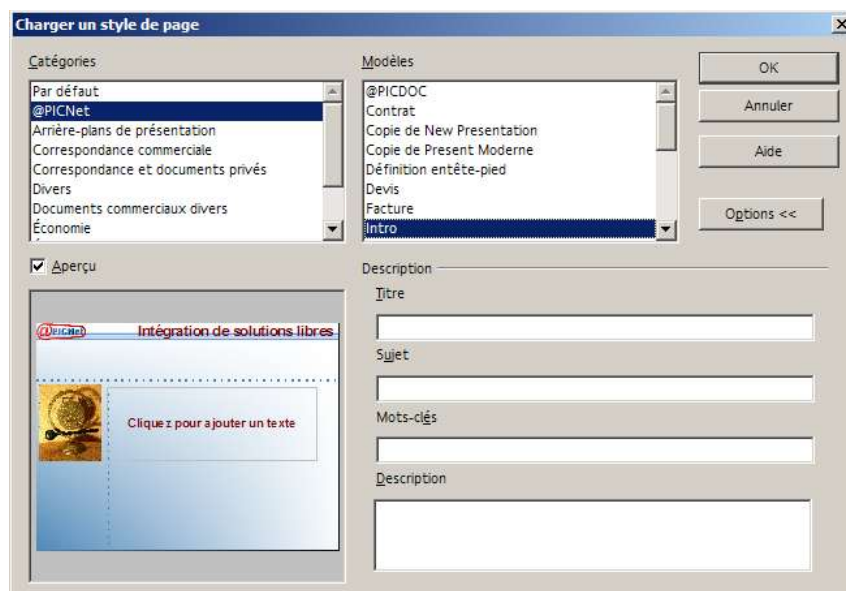 Charger un style de page
Catégories
Par défaut
@PICNet
Arrière-plans de présentation
Correspondance commerciale
Correspondance et documents privés
Divers
Documents commerciaux divers
Économie
Modèles
@PICDOC
Contrat
Copie de New Presentation
Copie de Present Moderne
Définition entête-pied
Devis
Facture
Intro
OK
Annuler
Aide
Options <<
Aperçu
@PICNet
Intégration de solutions libres
Cliquez pour ajouter un texte
Description
Titre
Sujet
Mots-clés
Description